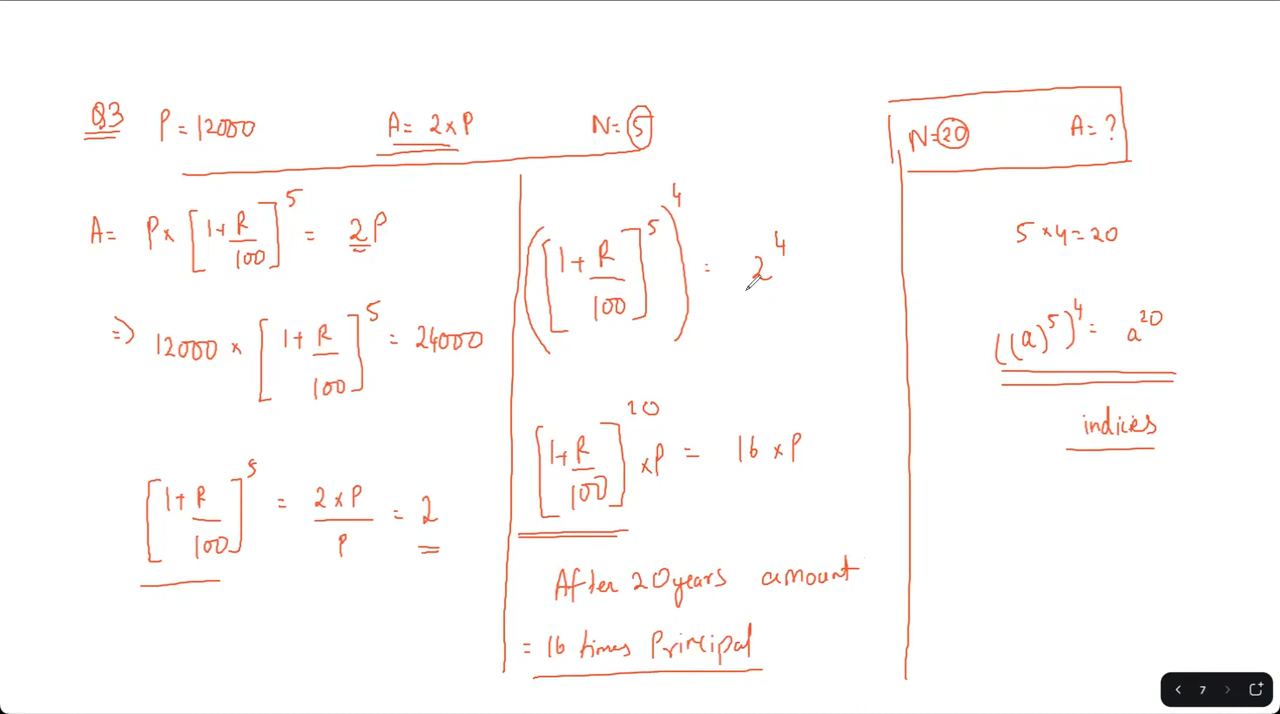 Q3 P = 12000 A = 2 × P N = 5
A = P × [1 + R/100]^5 = 2P
=> 12000 × [1 + R/100]^5 = 24000
[1 + R/100]^5 = 2 × P / P = 2
([1 + R/100]^5)^4 = 2^4
[1 + R/100]^20 × P = 16 × P
After 20 years amount
= 16 times Principal
N = 20 A = ?
5 × 4 = 20
((a)^5)^4 = a^20
indices
7